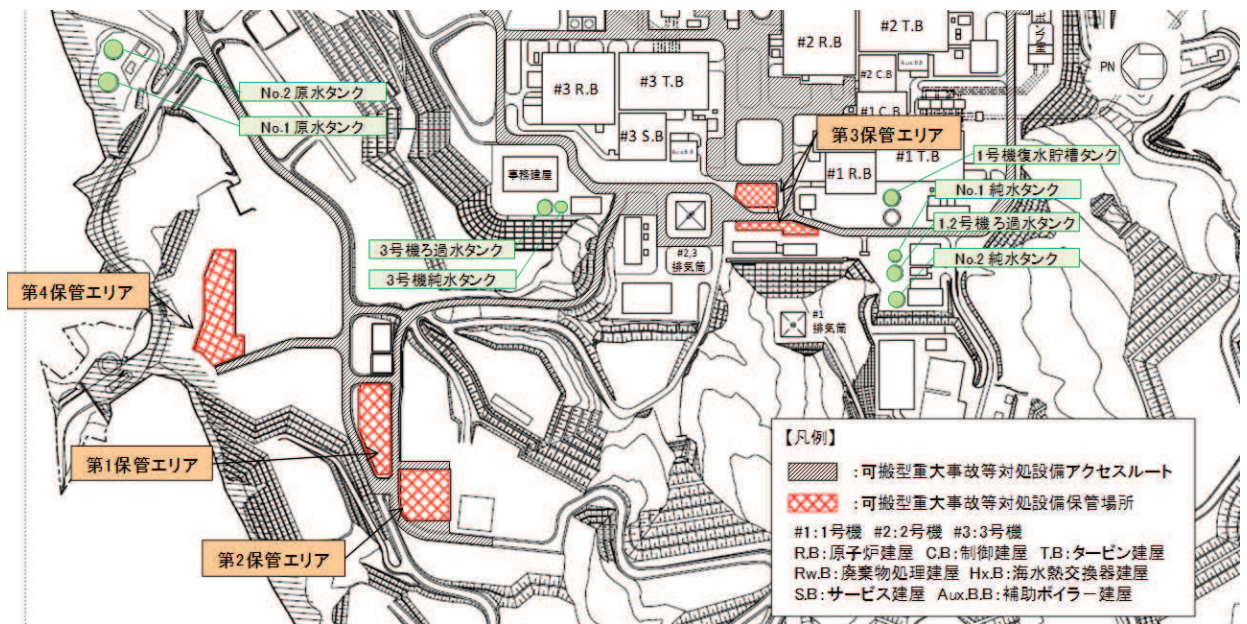 No.2 原水タンク
No.1 原水タンク
#3 R.B
#3 T.B
#3 S.B
Aux.B.B
#2 R.B
#2 T.B
#2 C.B
Aux.B.B
#1 C.B
#1 R.B
#1 T.B
ポンプ室
PN
第3保管エリア
事務建屋
1号機復水貯槽タンク
No.1 純水タンク
1.2号機ろ過水タンク
No.2 純水タンク
3号機ろ過水タンク
3号機純水タンク
#2,3
排気筒
#1
排気筒
第4保管エリア
第1保管エリア
第2保管エリア
【凡例】
:可搬型重大事故等対処設備アクセスルート
:可搬型重大事故等対処設備保管場所
#1:1号機 #2:2号機 #3:3号機
R.B:原子炉建屋 C.B:制御建屋 T.B:タービン建屋
Rw.B:廃棄物処理建屋 Hx.B:海水熱交換器建屋
S.B:サービス建屋 Aux.B.B:補助ボイラー建屋